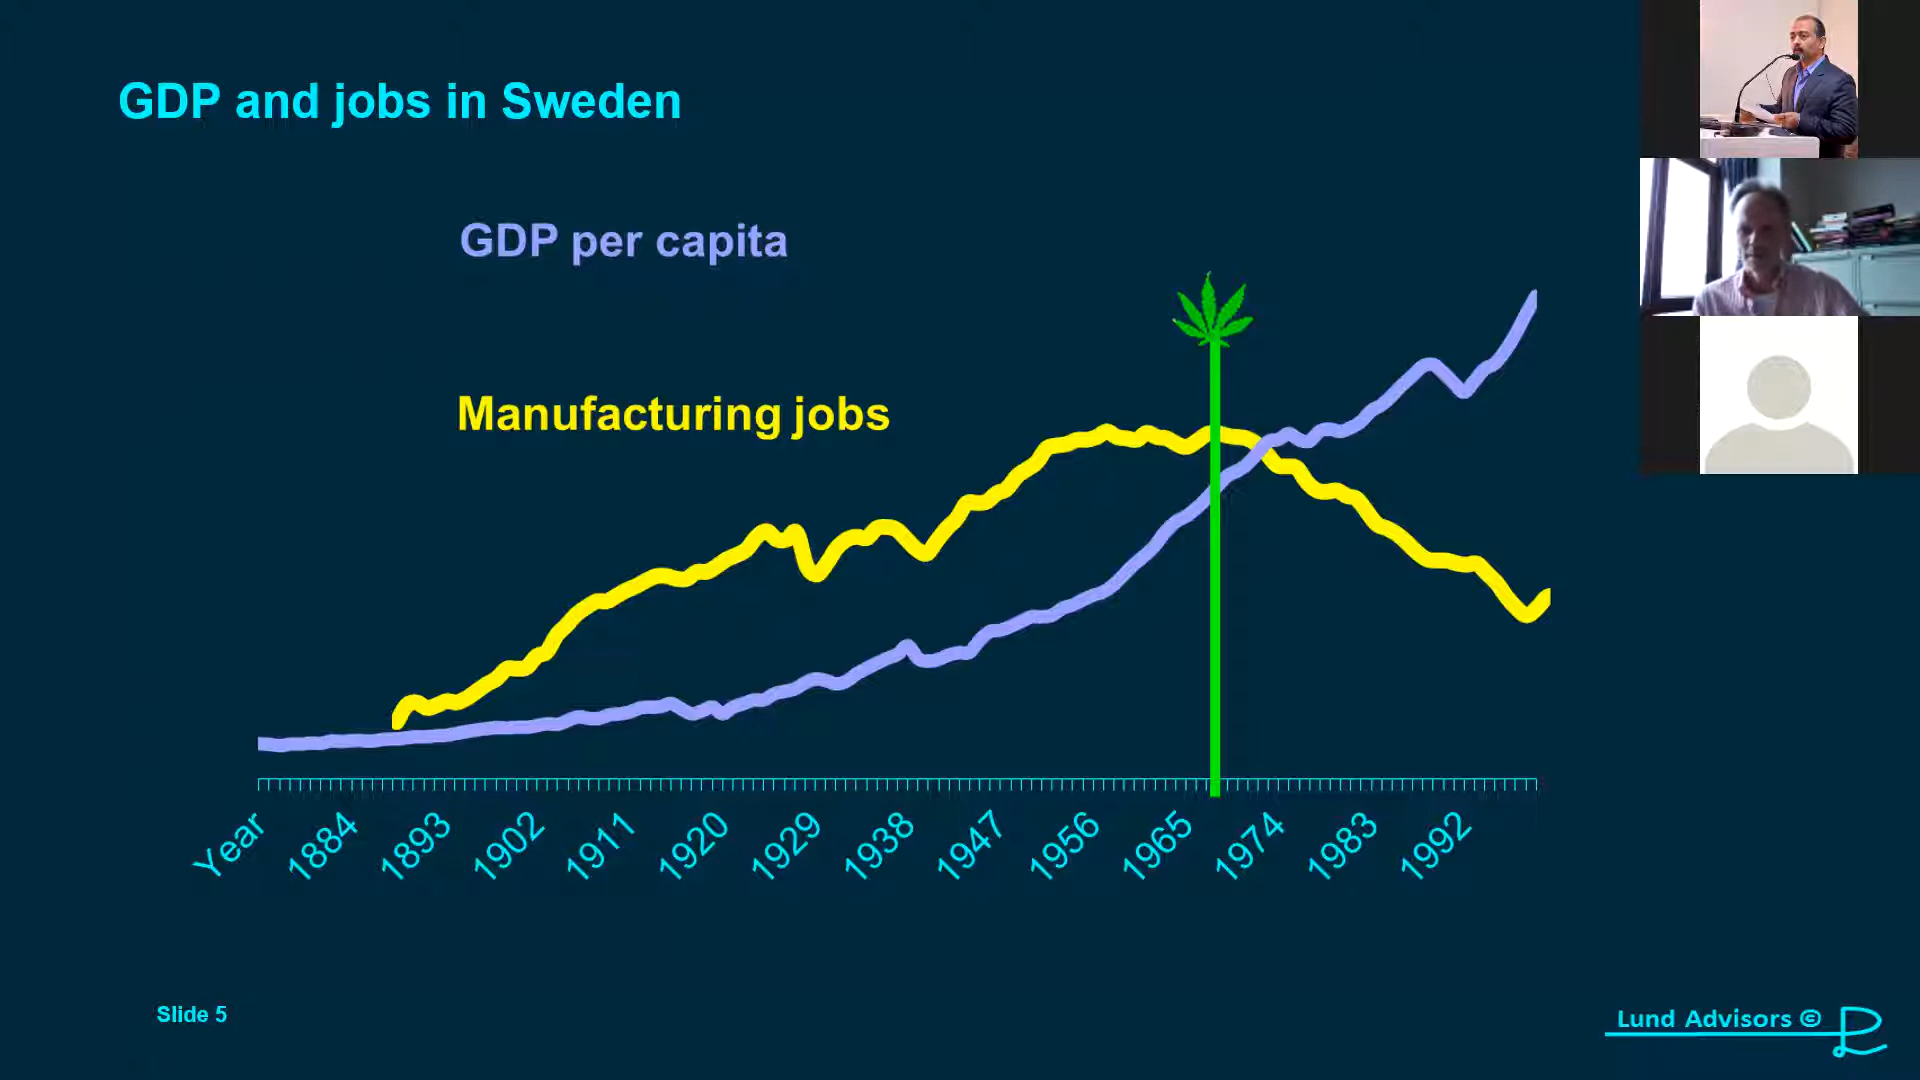 GDP and jobs in Sweden
GDP per capita
Manufacturing jobs
Year 1884 1893 1902 1911 1920 1929 1938 1947 1956 1965 1974 1983 1992
Slide 5
Lund Advisors ©